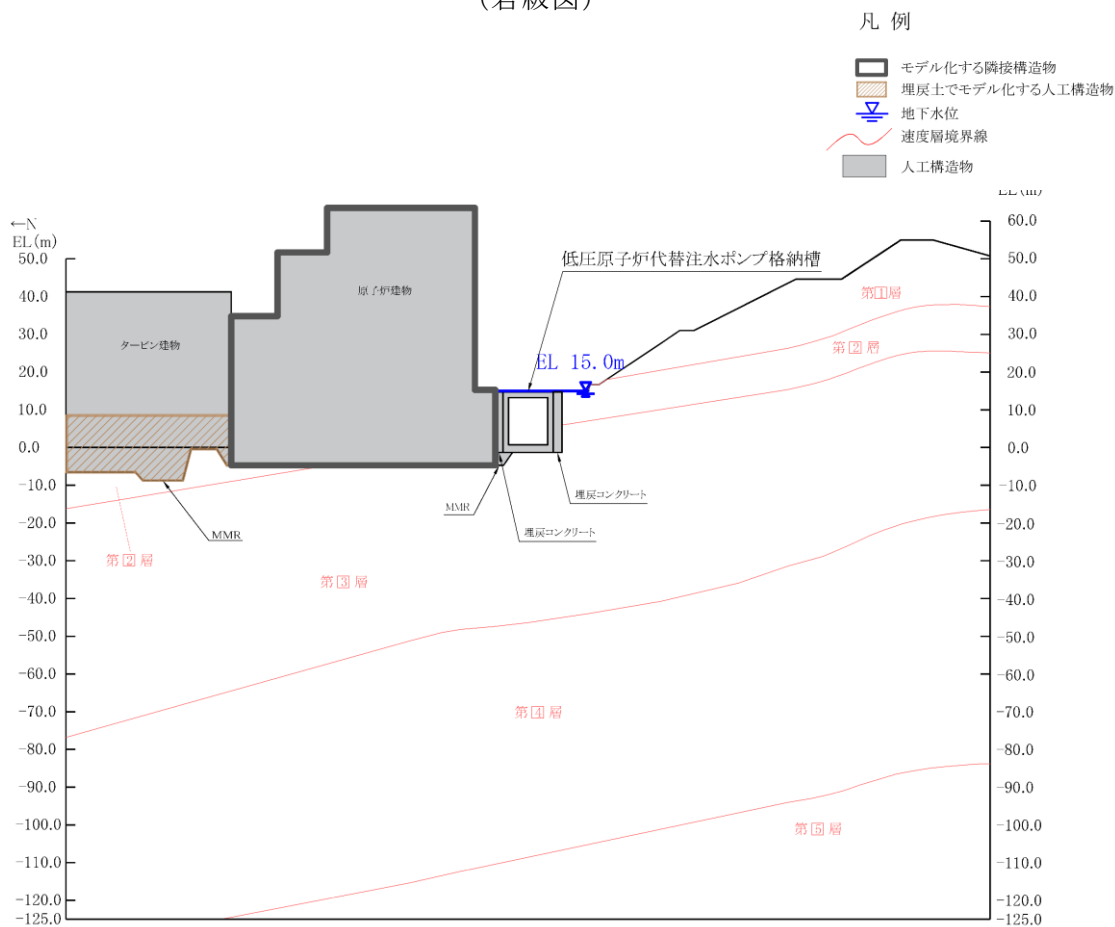 (岩級図)
凡 例
モデル化する隣接構造物
埋戻土でモデル化する人工構造物
地下水位
速度層境界線
人工構造物
←N
EL(m)
EL(m)
50.0
40.0
30.0
20.0
10.0
0.0
-10.0
-20.0
-30.0
-40.0
-50.0
-60.0
-70.0
-80.0
-90.0
-100.0
-110.0
-120.0
-125.0
60.0
50.0
40.0
30.0
20.0
10.0
0.0
-10.0
-20.0
-30.0
-40.0
-50.0
-60.0
-70.0
-80.0
-90.0
-100.0
-110.0
-120.0
-125.0
低圧原子炉代替注水ポンプ格納槽
原子炉建物
タービン建物
EL 15.0m
第1層
第2層
MMR
埋戻コンクリート
埋戻コンクリート
MMR
第2層
第3層
第4層
第5層